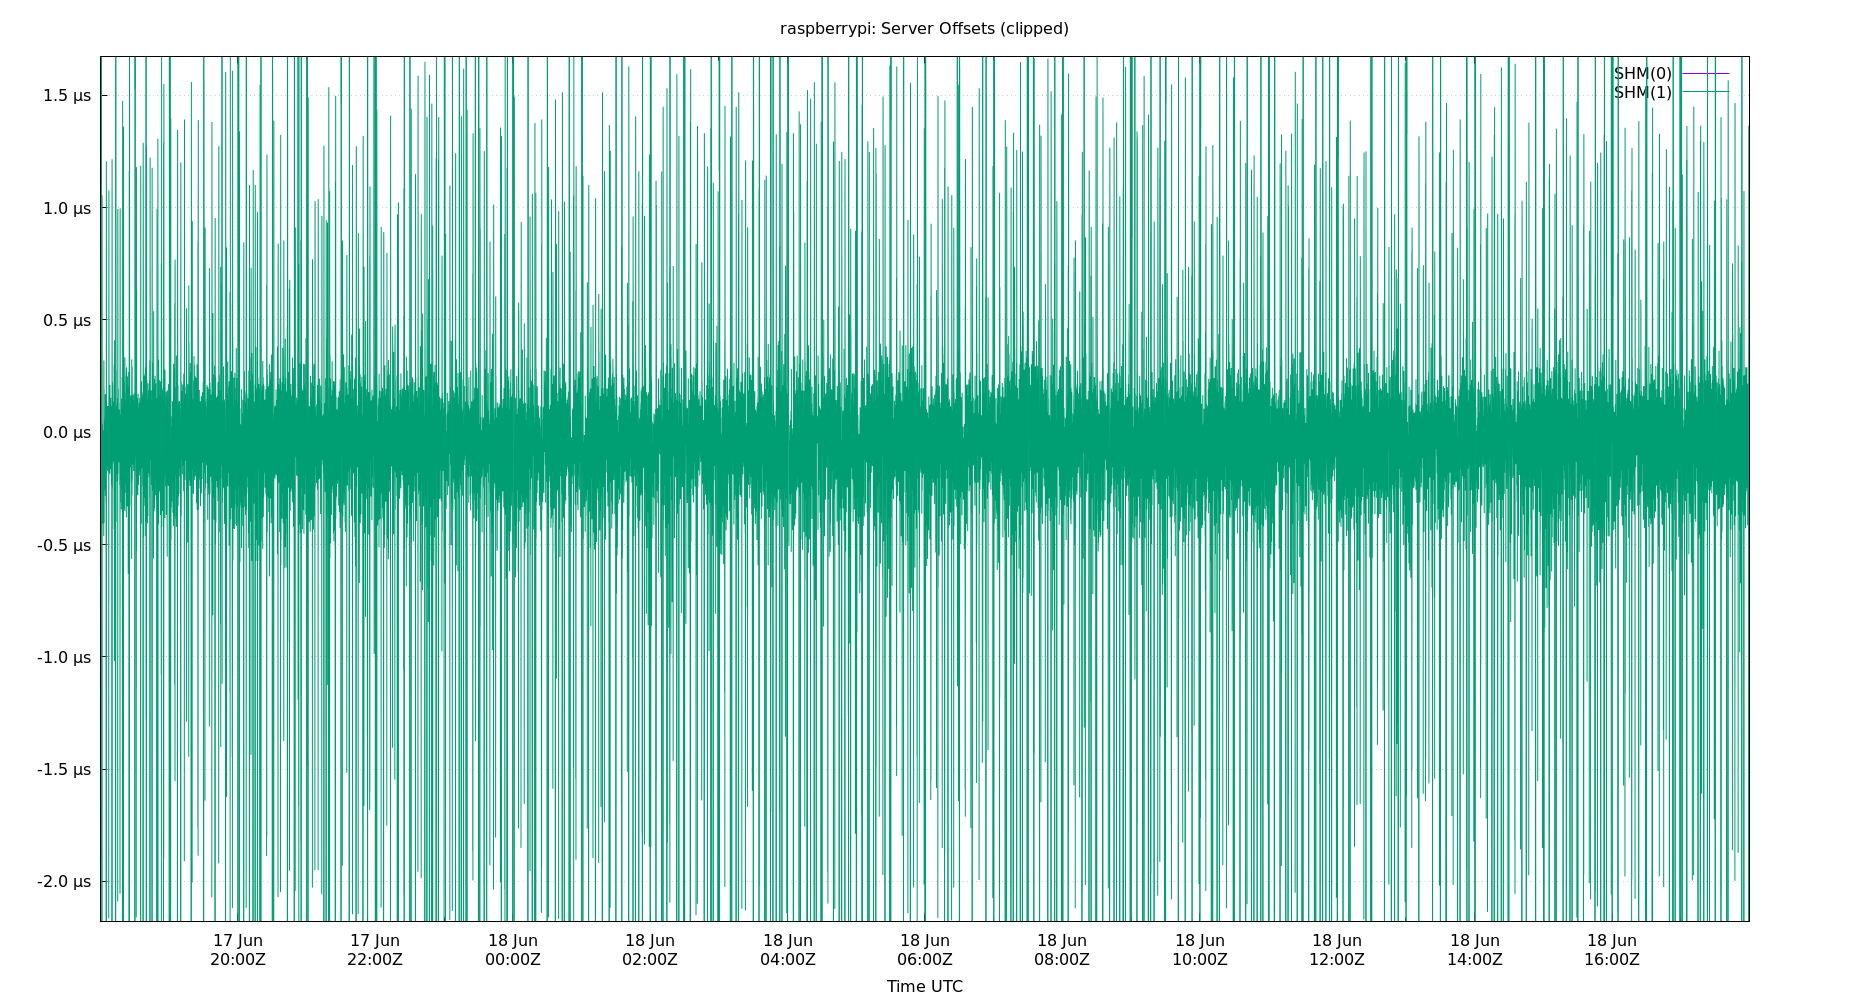 raspberrypi: Server Offsets (clipped)
SHM(0)
SHM(1)
1.5 µs
1.0 µs
0.5 µs
0.0 µs
-0.5 µs
-1.0 µs
-1.5 µs
-2.0 µs
17 Jun 17 Jun 18 Jun 18 Jun 18 Jun 18 Jun 18 Jun 18 Jun 18 Jun 18 Jun 18 Jun
20:00Z 22:00Z 00:00Z 02:00Z 04:00Z 06:00Z 08:00Z 10:00Z 12:00Z 14:00Z 16:00Z
Time UTC